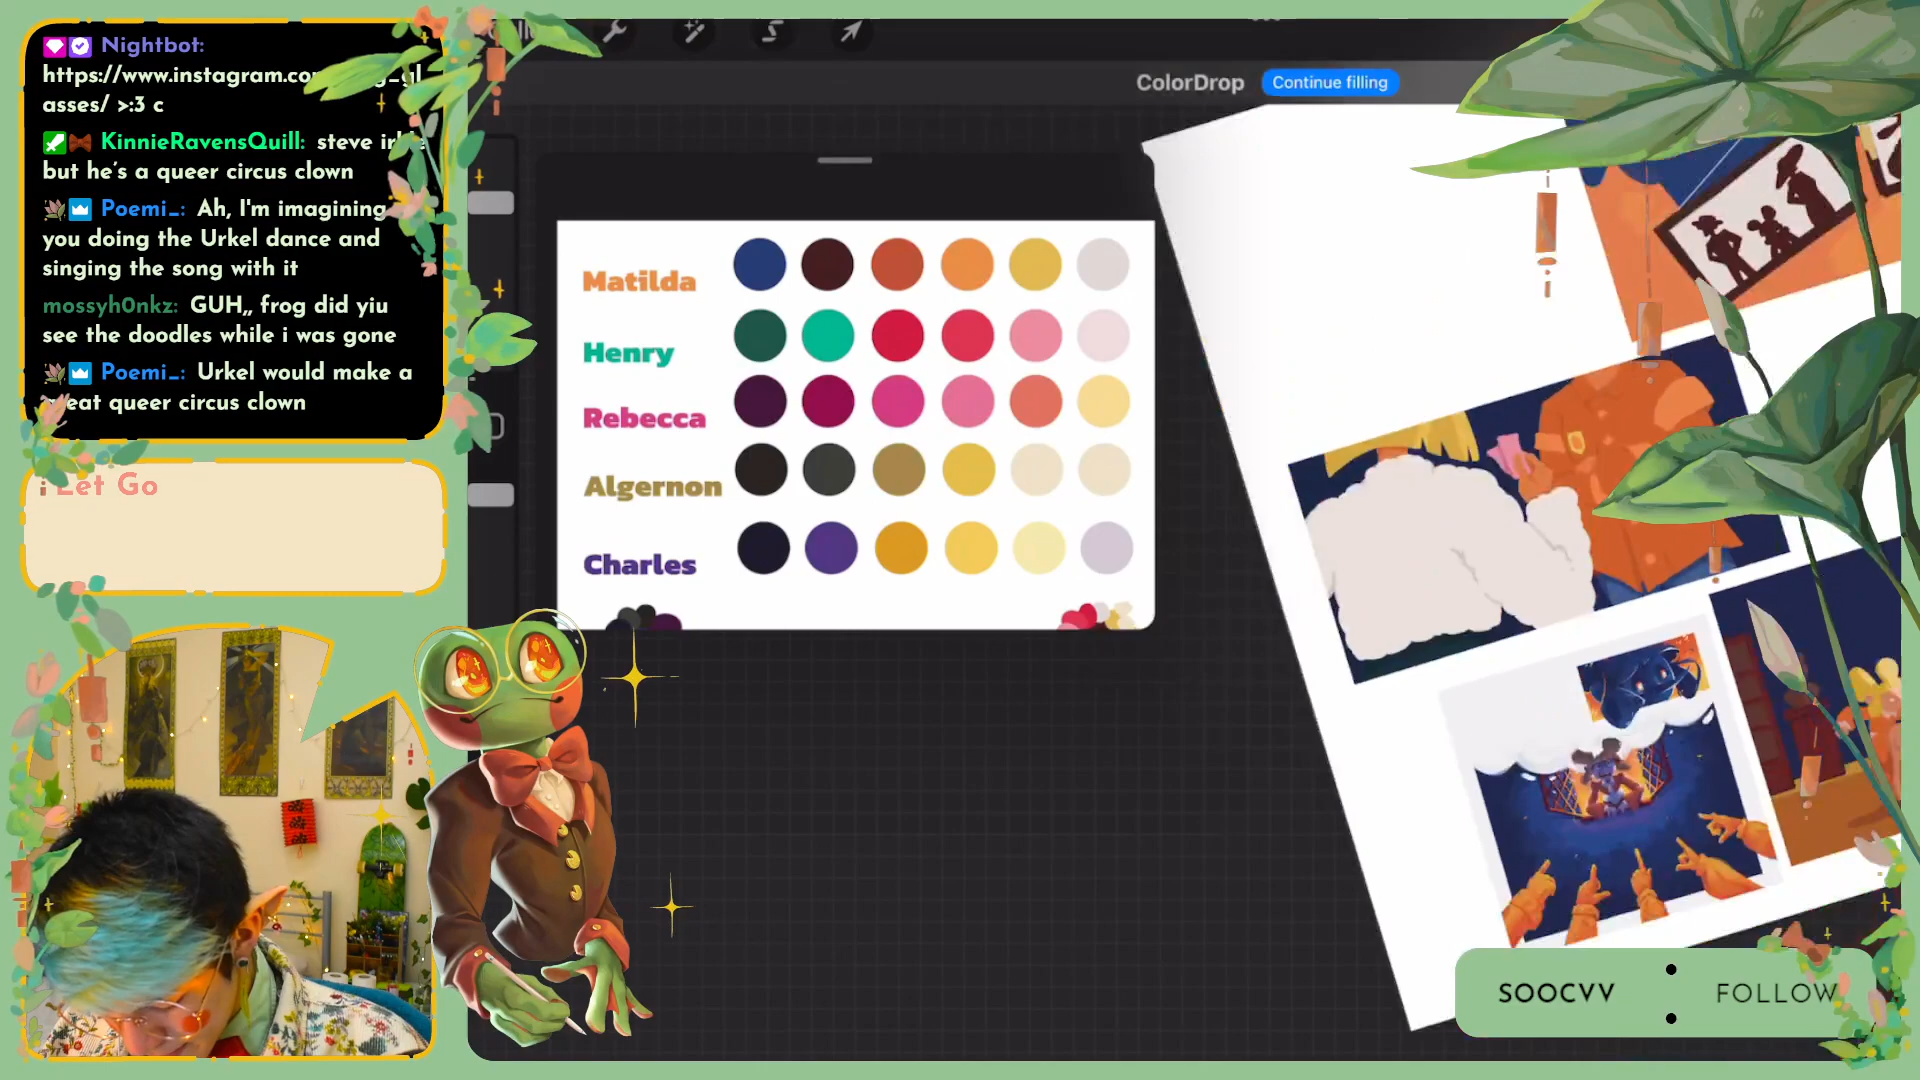 Nightbot:
https://www.instagram.co
asses/ >:3 c
KinnieRavensQuill: steve
but he's a queer circus clown
Poemi_: Ah, I'm imagining
you doing the Urkel dance and
singing the song with it
mossyh0nkz: GUH,, frog did yiu
see the doodles while i was gone
Poemi_: Urkel would make a
great queer circus clown
Let Go
ColorDrop
Continue filling
Matilda
Henry
Rebecca
Algernon
Charles
SOOCVV
FOLLOW